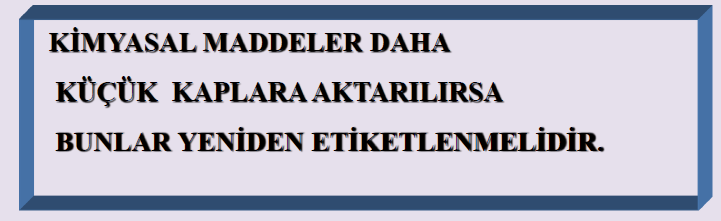 KİMYASAL MADDELER DAHA
KÜÇÜK KAPLARA AKTARILIRSA
BUNLAR YENİDEN ETİKETLENMELİDİR.